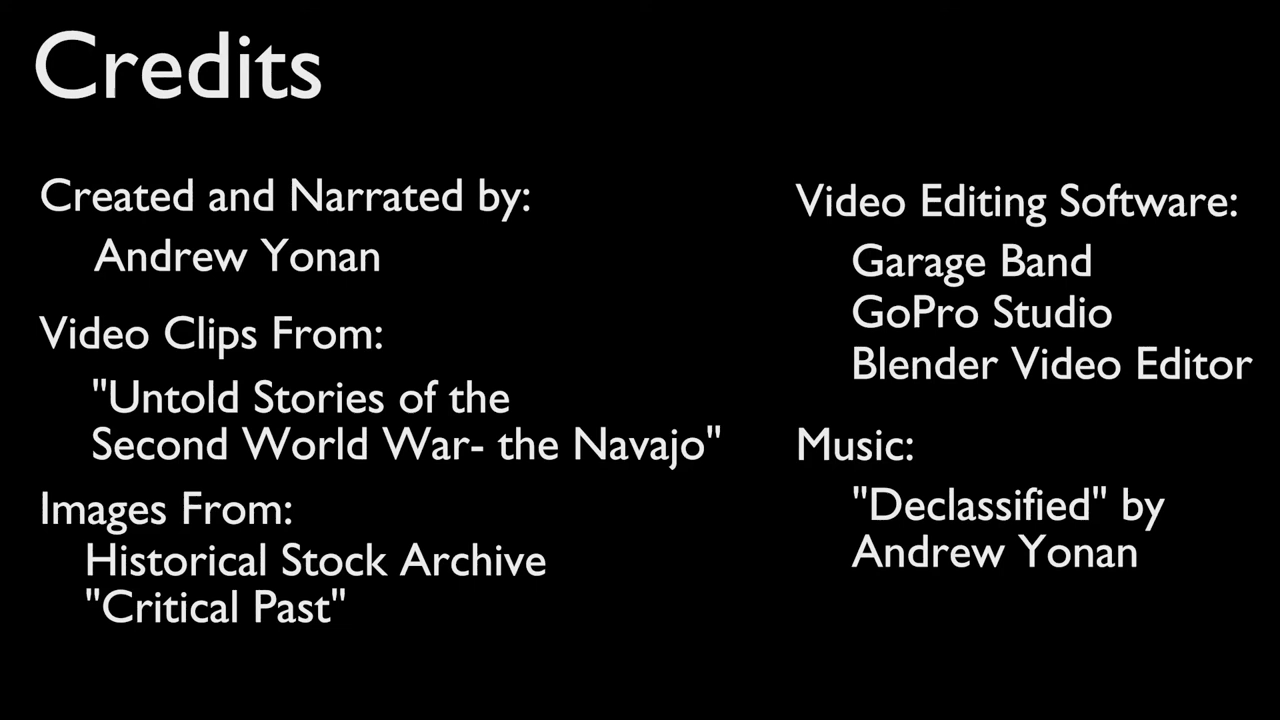 Credits
Created and Narrated by:
Andrew Yonan
Video Clips From:
"Untold Stories of the
Second World War- the Navajo"
Images From:
Historical Stock Archive
"Critical Past"
Video Editing Software:
Garage Band
GoPro Studio
Blender Video Editor
Music:
"Declassified" by
Andrew Yonan